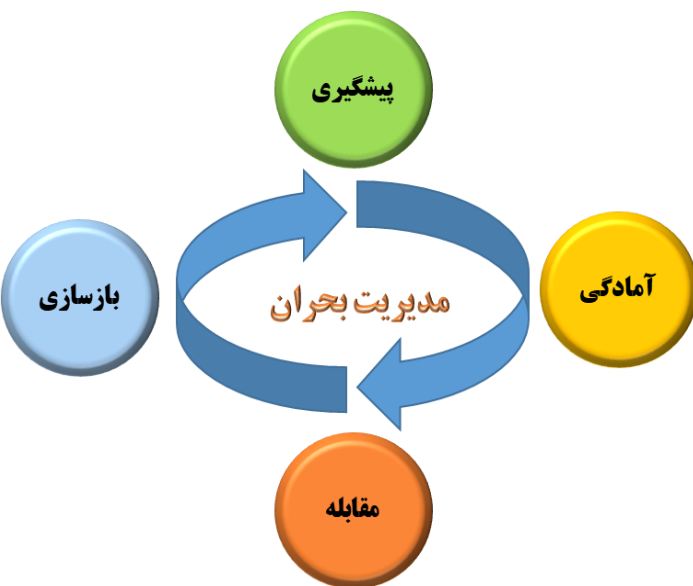 پیشگیری
آمادگی
مدیریت بحران
بازسازی
مقابله